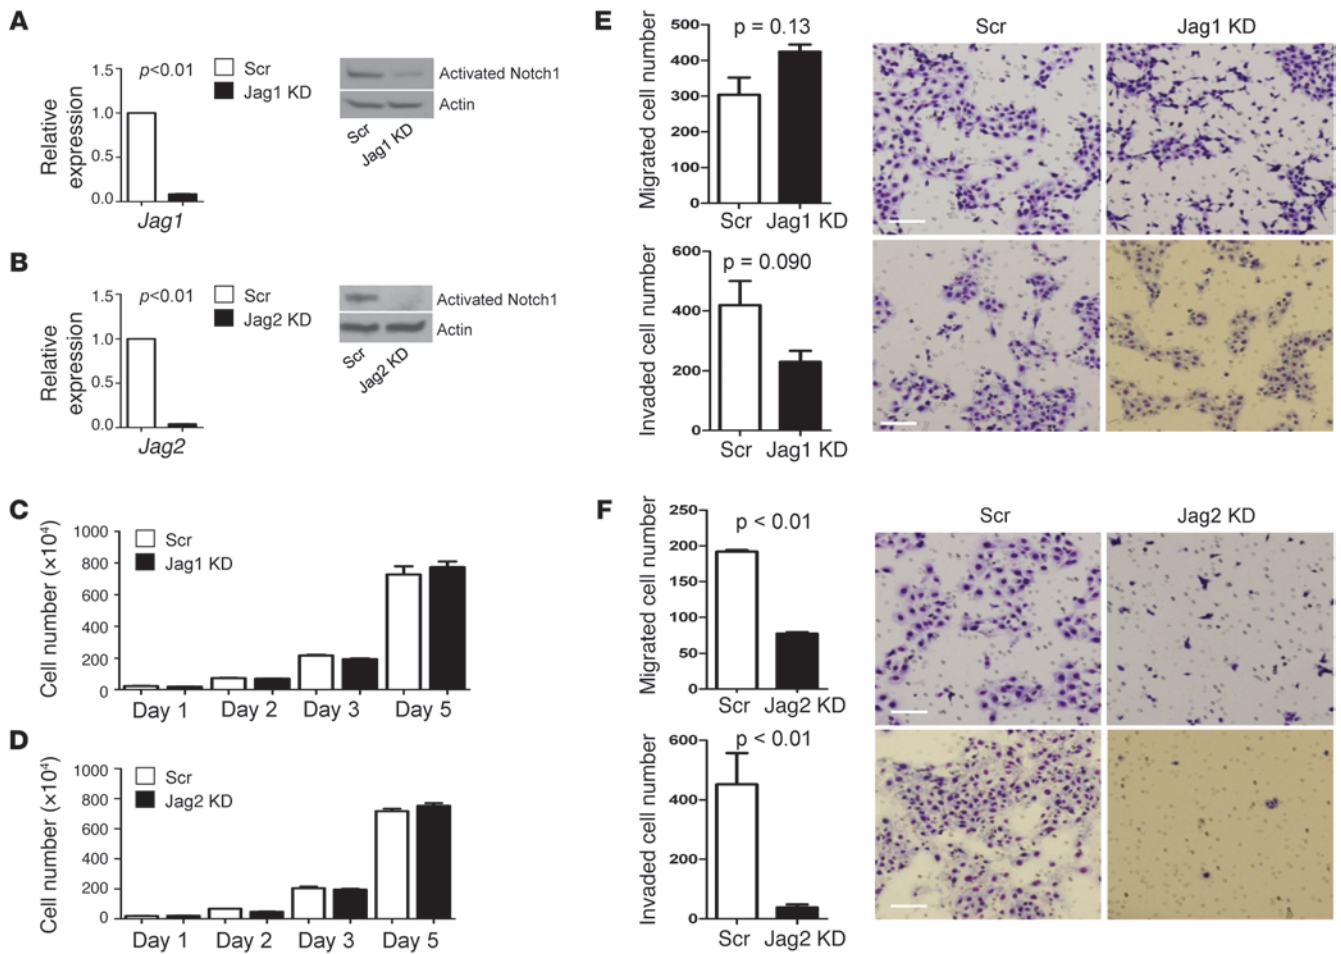 A
1.5
1.0
0.5
0.0
Relative
expression
p<0.01
Jag1
Scr
Jag1 KD
Activated Notch1
Actin
Scr
Jag1 KD
B
1.5
1.0
0.5
0.0
Relative
expression
p<0.01
Jag2
Scr
Jag2 KD
Activated Notch1
Actin
Scr
Jag2 KD
C
Cell number (×10⁴)
1000
800
600
400
200
0
Scr
Jag1 KD
Day 1 Day 2 Day 3 Day 5
D
Cell number (×10⁴)
1000
800
600
400
200
0
Scr
Jag2 KD
Day 1 Day 2 Day 3 Day 5
E
Migrated cell number
500
400
300
200
100
0
p = 0.13
Scr Jag1 KD
Scr
Jag1 KD
Invaded cell number
600
400
200
0
p = 0.090
Scr Jag1 KD
F
Migrated cell number
250
200
150
100
50
0
p < 0.01
Scr Jag2 KD
Scr
Jag2 KD
Invaded cell number
600
400
200
0
p < 0.01
Scr Jag2 KD